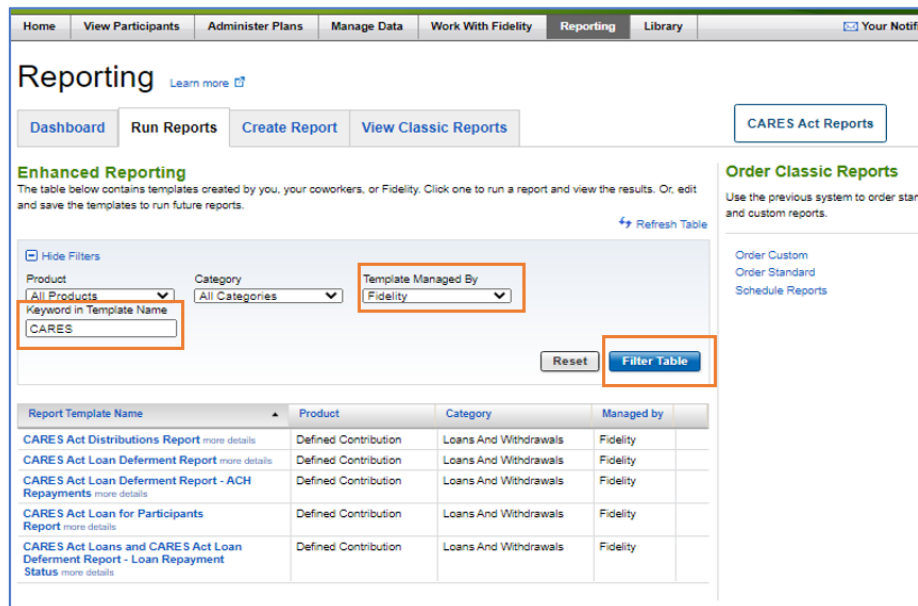 Home View Participants Administer Plans Manage Data Work With Fidelity Reporting Library Your Notifi
Reporting Learn more
Dashboard Run Reports Create Report View Classic Reports
CARES Act Reports
Enhanced Reporting
The table below contains templates created by you, your coworkers, or Fidelity. Click one to run a report and view the results. Or, edit
and save the templates to run future reports.
Refresh Table
Hide Filters
Product Category Template Managed By
All Products All Categories Fidelity
Keyword in Template Name
CARES
Reset Filter Table
Report Template Name Product Category Managed by
CARES Act Distributions Report more details Defined Contribution Loans And Withdrawals Fidelity
CARES Act Loan Deferment Report more details Defined Contribution Loans And Withdrawals Fidelity
CARES Act Loan Deferment Report - ACH Defined Contribution Loans And Withdrawals Fidelity
Repayments more details
CARES Act Loan for Participants Defined Contribution Loans And Withdrawals Fidelity
Report more details
CARES Act Loans and CARES Act Loan Defined Contribution Loans And Withdrawals Fidelity
Deferment Report - Loan Repayment
Status more details
Order Classic Reports
Use the previous system to order stan
and custom reports.
Order Custom
Order Standard
Schedule Reports